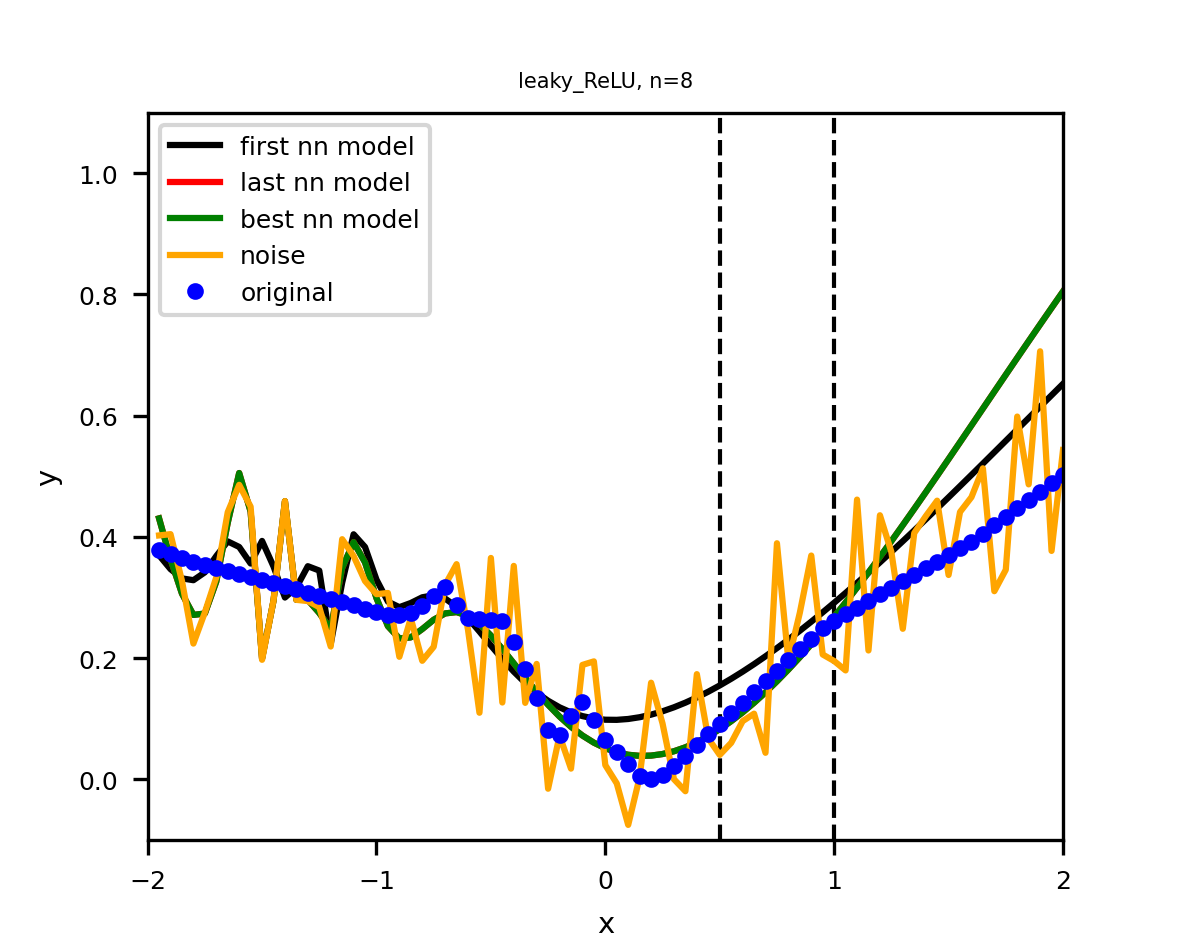 leaky_ReLU, n=8
first nn model
last nn model
best nn model
noise
original
1.0
0.8
0.6
0.4
0.2
0.0
y
−2
−1
0
1
2
x